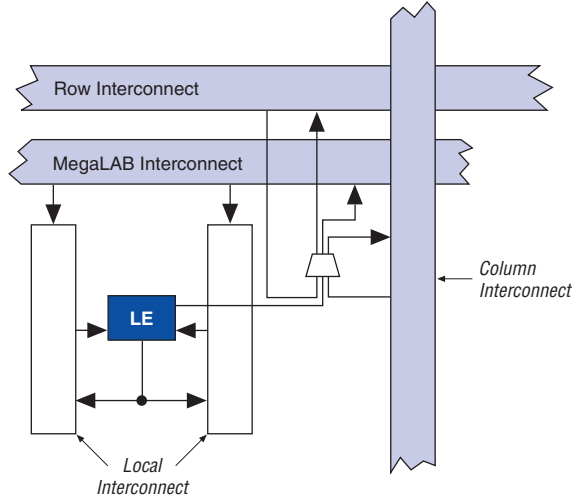 Row Interconnect
MegaLAB Interconnect
LE
Column
Interconnect
Local
Interconnect